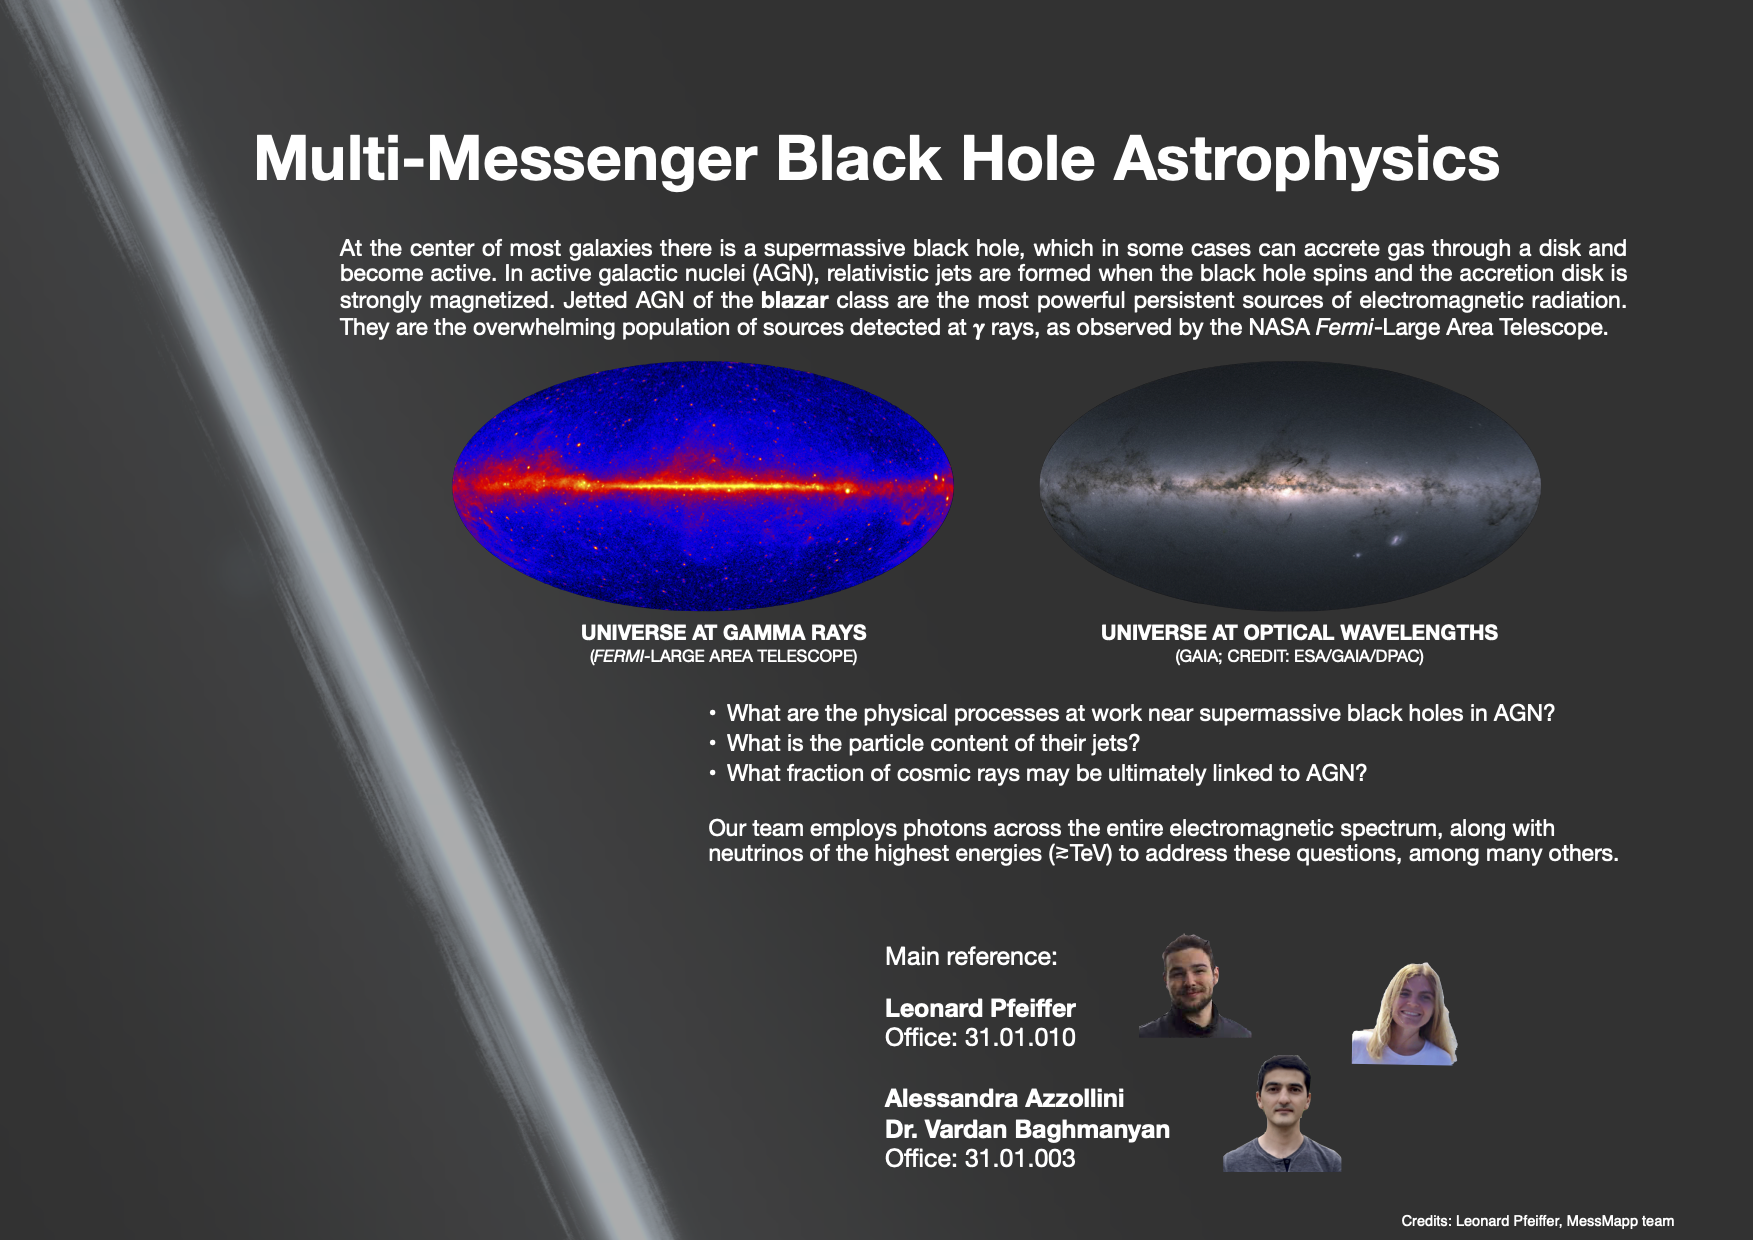 Multi-Messenger Black Hole Astrophysics
At the center of most galaxies there is a supermassive black hole, which in some cases can accrete gas through a disk and
become active. In active galactic nuclei (AGN), relativistic jets are formed when the black hole spins and the accretion disk is
strongly magnetized. Jetted AGN of the blazar class are the most powerful persistent sources of electromagnetic radiation.
They are the overwhelming population of sources detected at γ rays, as observed by the NASA Fermi-Large Area Telescope.
UNIVERSE AT GAMMA RAYS
(FERMI-LARGE AREA TELESCOPE)
UNIVERSE AT OPTICAL WAVELENGTHS
(GAIA; CREDIT: ESA/GAIA/DPAC)
• What are the physical processes at work near supermassive black holes in AGN?
• What is the particle content of their jets?
• What fraction of cosmic rays may be ultimately linked to AGN?
Our team employs photons across the entire electromagnetic spectrum, along with
neutrinos of the highest energies (≳TeV) to address these questions, among many others.
Main reference:
Leonard Pfeiffer
Office: 31.01.010
Alessandra Azzollini
Dr. Vardan Baghmanyan
Office: 31.01.003
Credits: Leonard Pfeiffer, MessMapp team